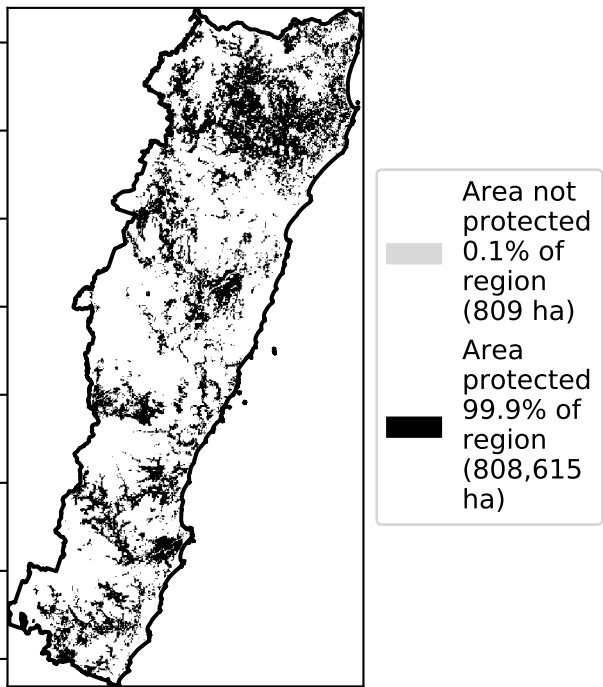 Area not
protected
0.1% of
region
(809 ha)
Area
protected
99.9% of
region
(808,615
ha)